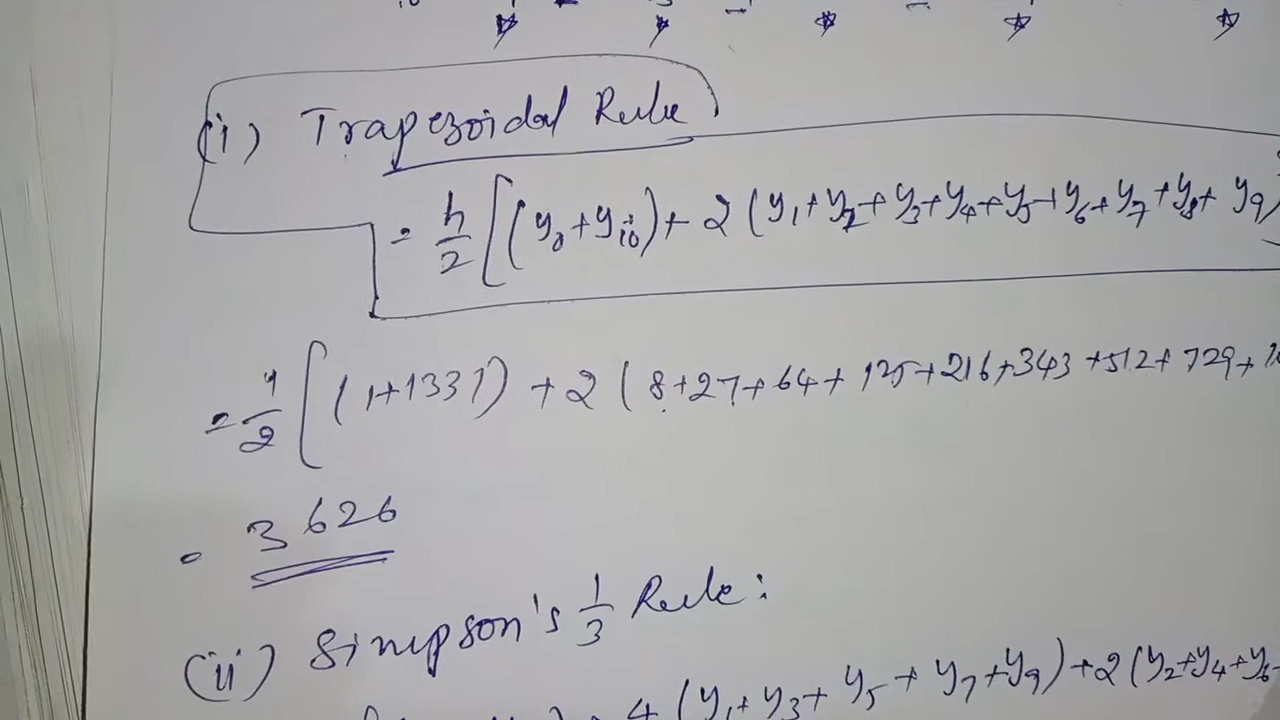 (i) Trapezoidal Rule
= h/2 [(y₀+y₁₀)+ 2(y₁+y₂+y₃+y₄+y₅+y₆+y₇+y₈+ y₉)
= 1/2 [(1+1331) + 2(8+27+64+125+216+343+512+729+
= 3626
(ii) Simpson's 1/3 Rule:
4 (y₁+y₃+ y₅+ y₇+y₉)+2(y₂+y₄+y₆+